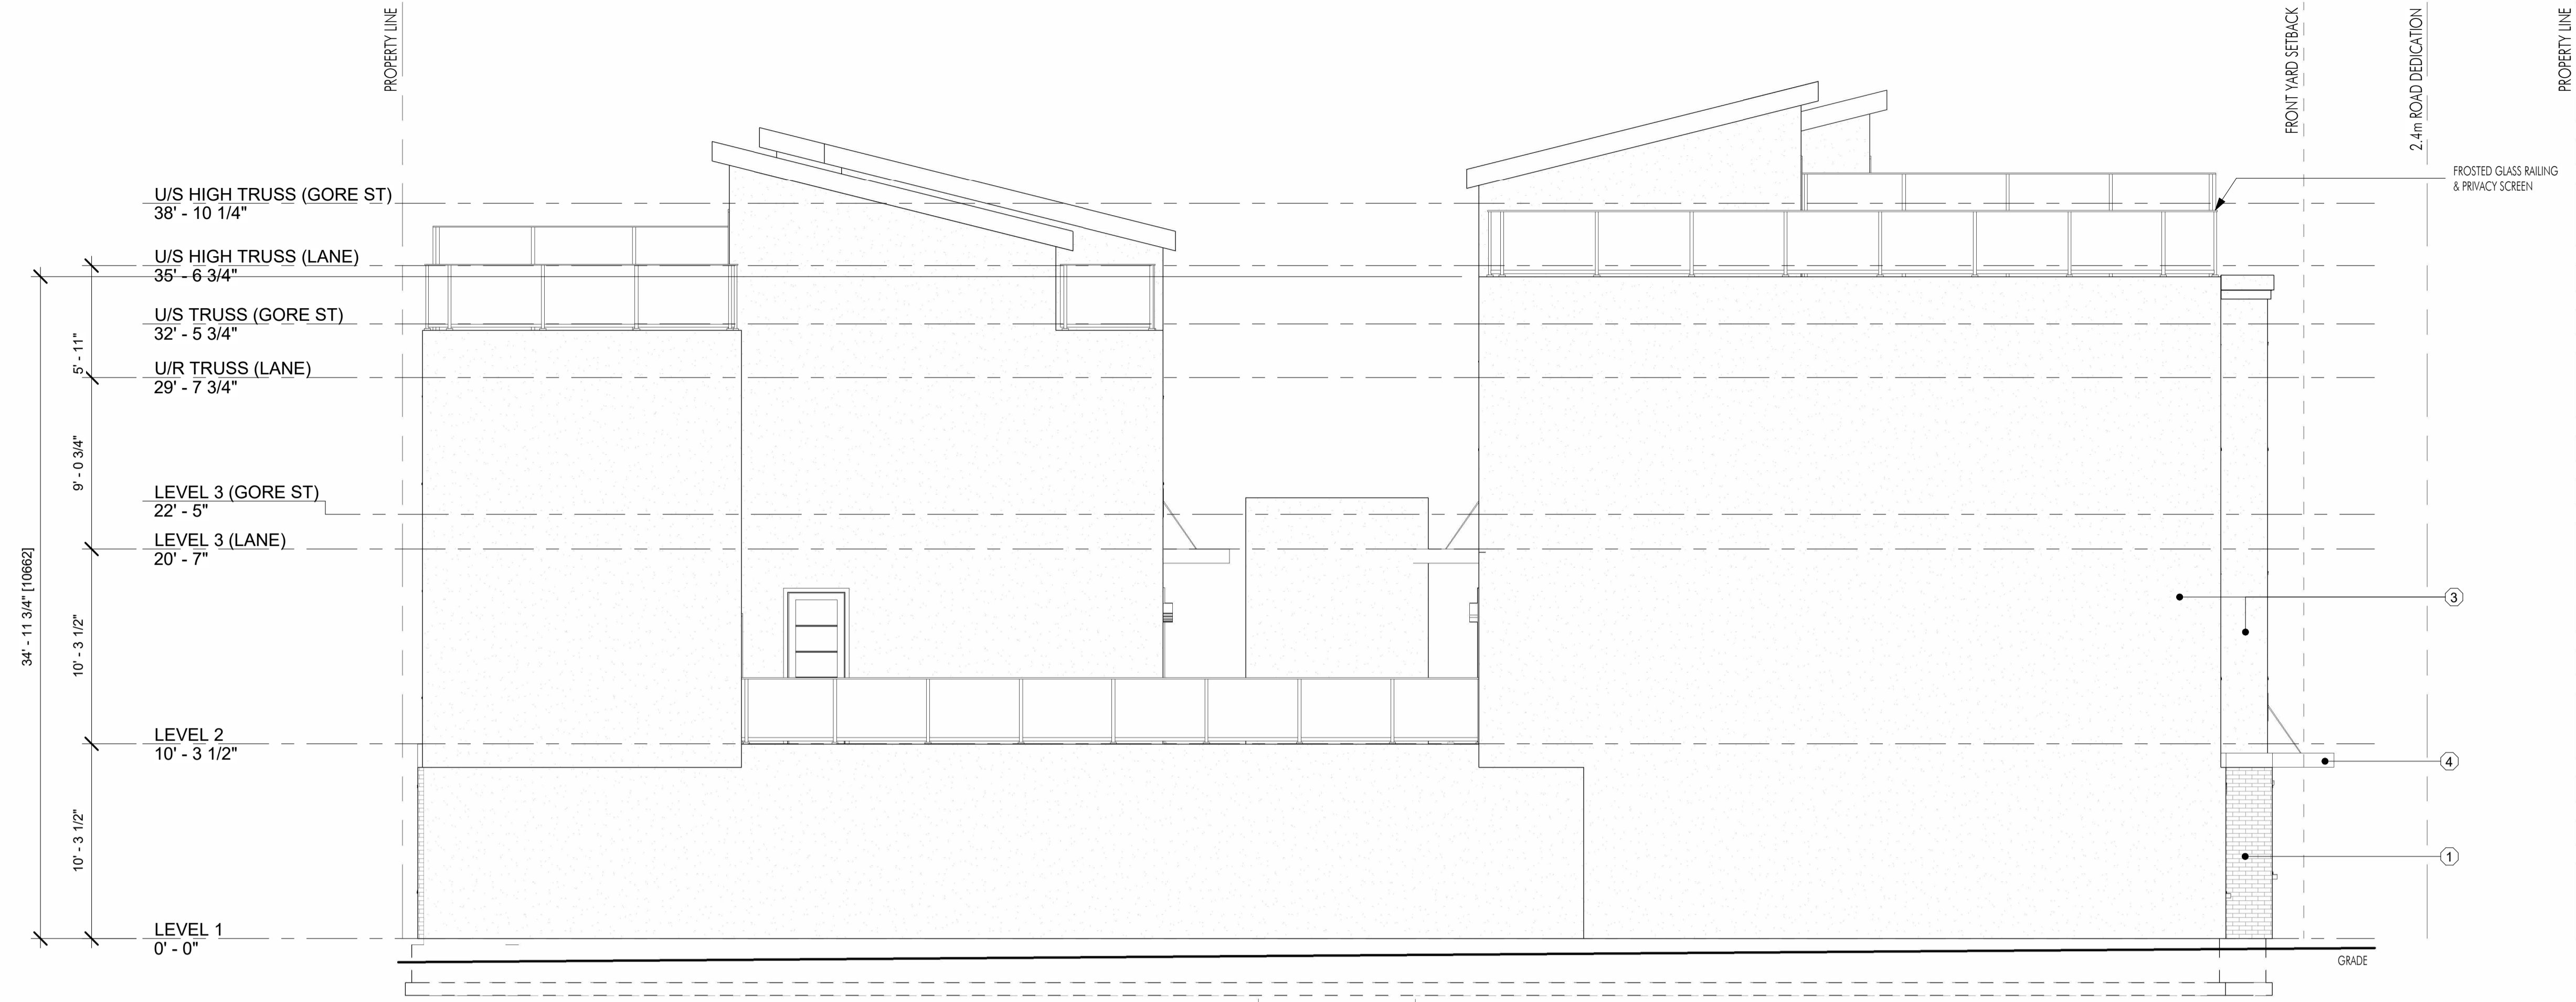 PROPERTY LINE
FRONT YARD SETBACK
2.4m ROAD DEDICATION
PROPERTY LINE
FROSTED GLASS RAILING
& PRIVACY SCREEN
U/S HIGH TRUSS (GORE ST)
38' - 10 1/4"
U/S HIGH TRUSS (LANE)
35' - 6 3/4"
U/S TRUSS (GORE ST)
32' - 5 3/4"
5' - 11"
U/R TRUSS (LANE)
29' - 7 3/4"
9' - 0 3/4"
LEVEL 3 (GORE ST)
22' - 5"
LEVEL 3 (LANE)
20' - 7"
34' - 11 3/4" [10662]
10' - 3 1/2"
3
LEVEL 2
10' - 3 1/2"
4
10' - 3 1/2"
1
LEVEL 1
0' - 0"
GRADE